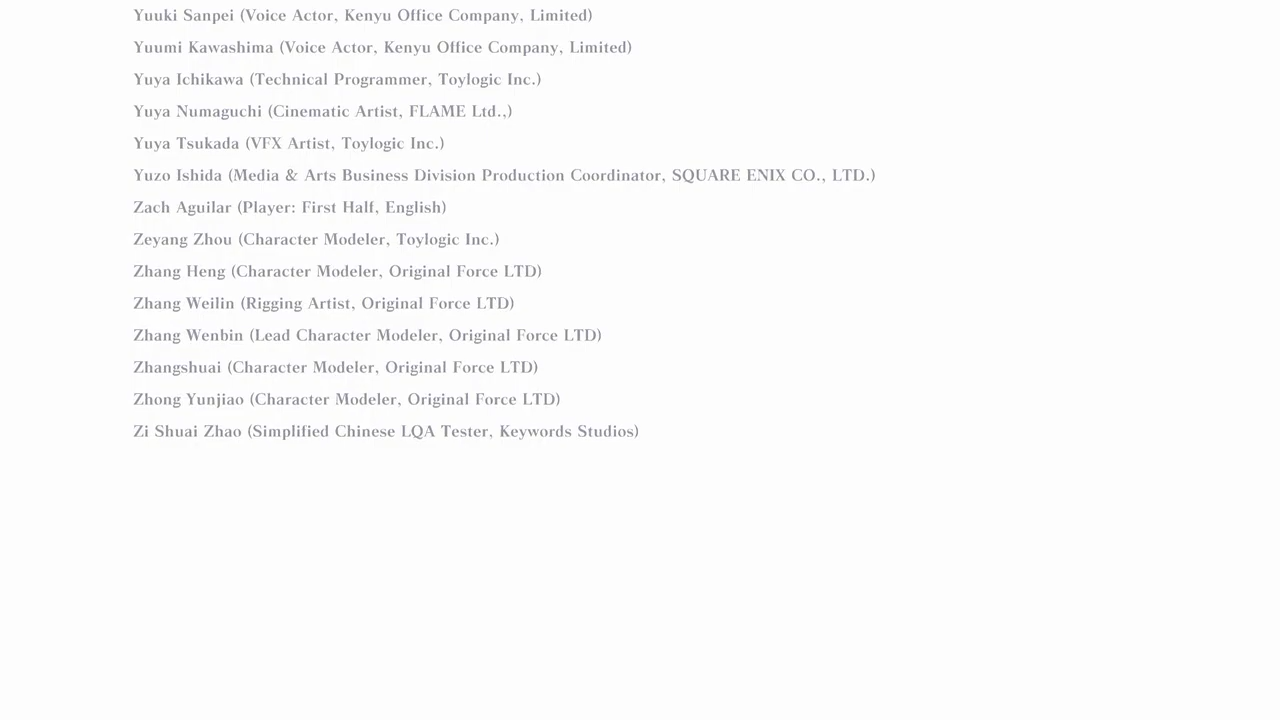 Yuuki Sanpei (Voice Actor, Kenyu Office Company, Limited)
Yuumi Kawashima (Voice Actor, Kenyu Office Company, Limited)
Yuya Ichikawa (Technical Programmer, Toylogic Inc.)
Yuya Numaguchi (Cinematic Artist, FLAME Ltd.,)
Yuya Tsukada (VFX Artist, Toylogic Inc.)
Yuzo Ishida (Media & Arts Business Division Production Coordinator, SQUARE ENIX CO., LTD.)
Zach Aguilar (Player: First Half, English)
Zeyang Zhou (Character Modeler, Toylogic Inc.)
Zhang Heng (Character Modeler, Original Force LTD)
Zhang Weilin (Rigging Artist, Original Force LTD)
Zhang Wenbin (Lead Character Modeler, Original Force LTD)
Zhangshuai (Character Modeler, Original Force LTD)
Zhong Yunjiao (Character Modeler, Original Force LTD)
Zi Shuai Zhao (Simplified Chinese LQA Tester, Keywords Studios)